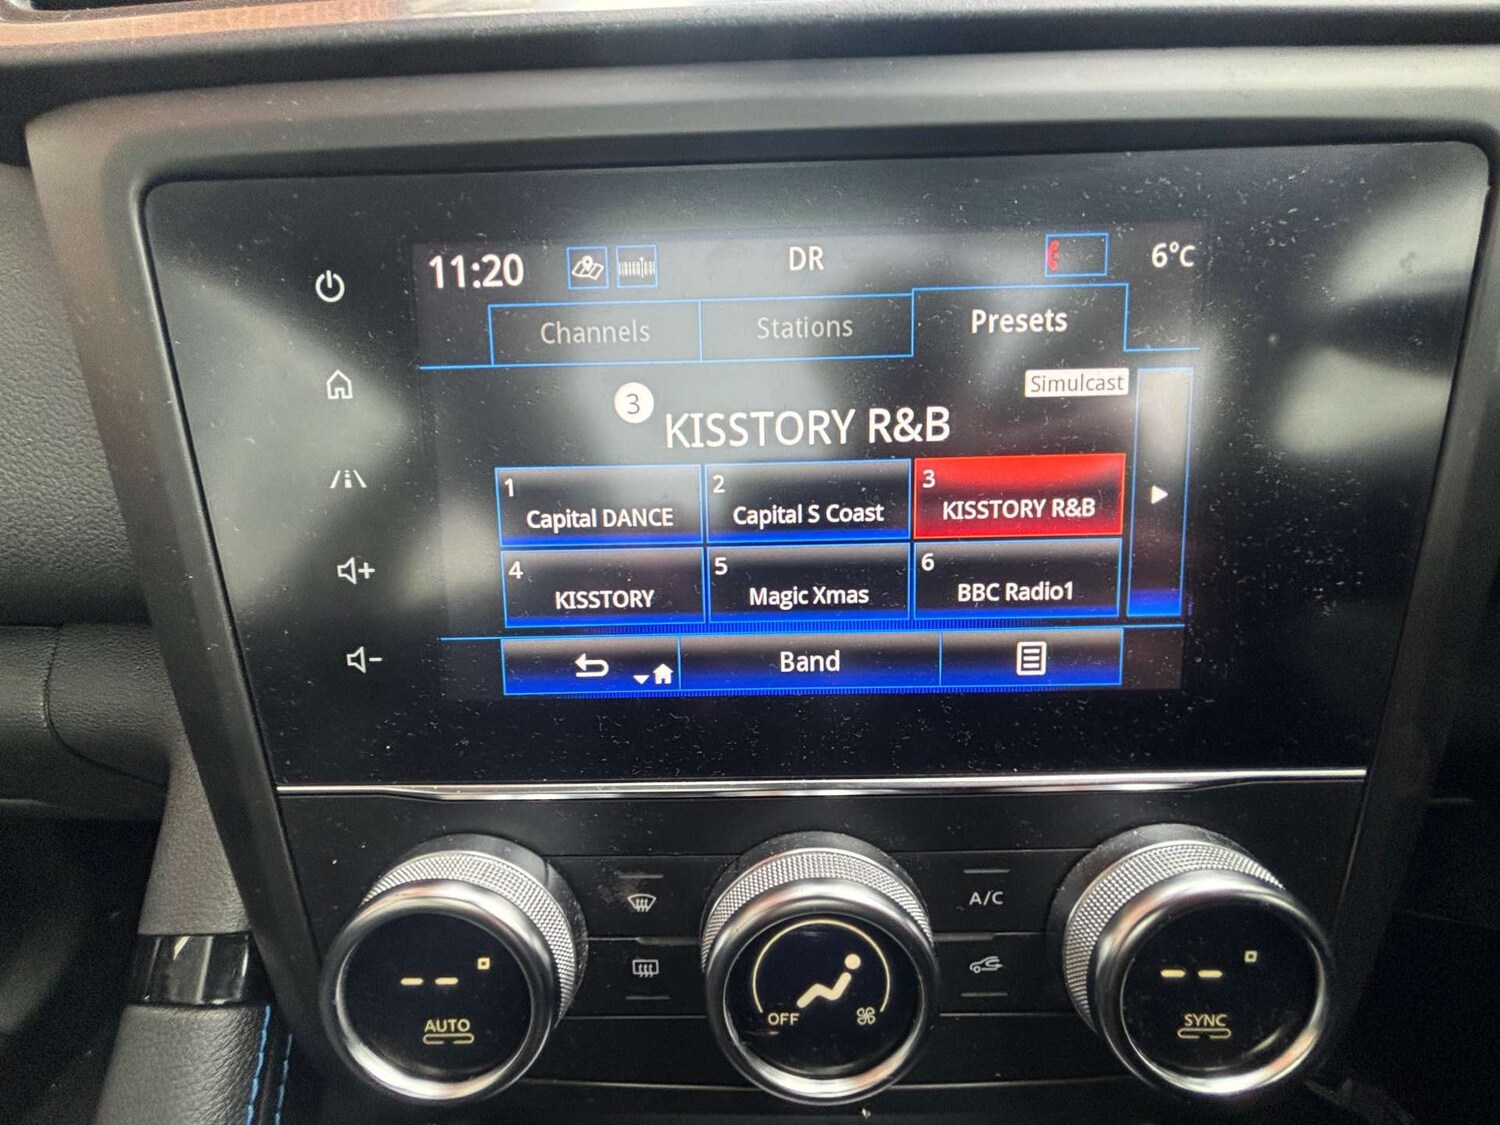 11:20
DR
6°C
Channels
Stations
Presets
Simulcast
3
KISSTORY R&B
1
Capital DANCE
2
Capital S Coast
3
KISSTORY R&B
4
KISSTORY
5
Magic Xmas
6
BBC Radio1
Band
A/C
-- 
AUTO
OFF
--
SYNC